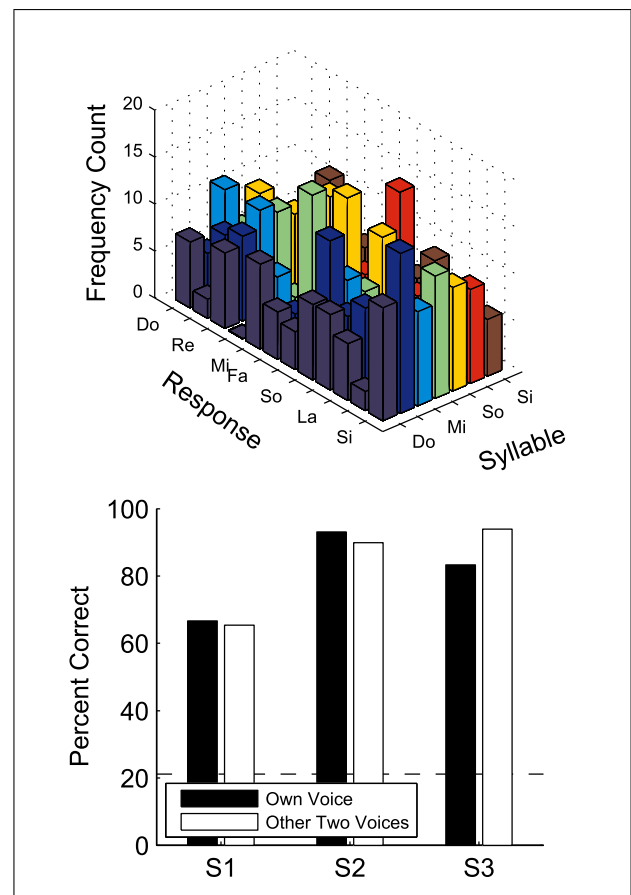 Frequency Count
20
15
10
5
0
Do
Re
Mi
Fa
So
La
Si
Response
Do
Mi
So
Si
Syllable
Percent Correct
100
80
60
40
20
0
Own Voice
Other Two Voices
S1 S2 S3